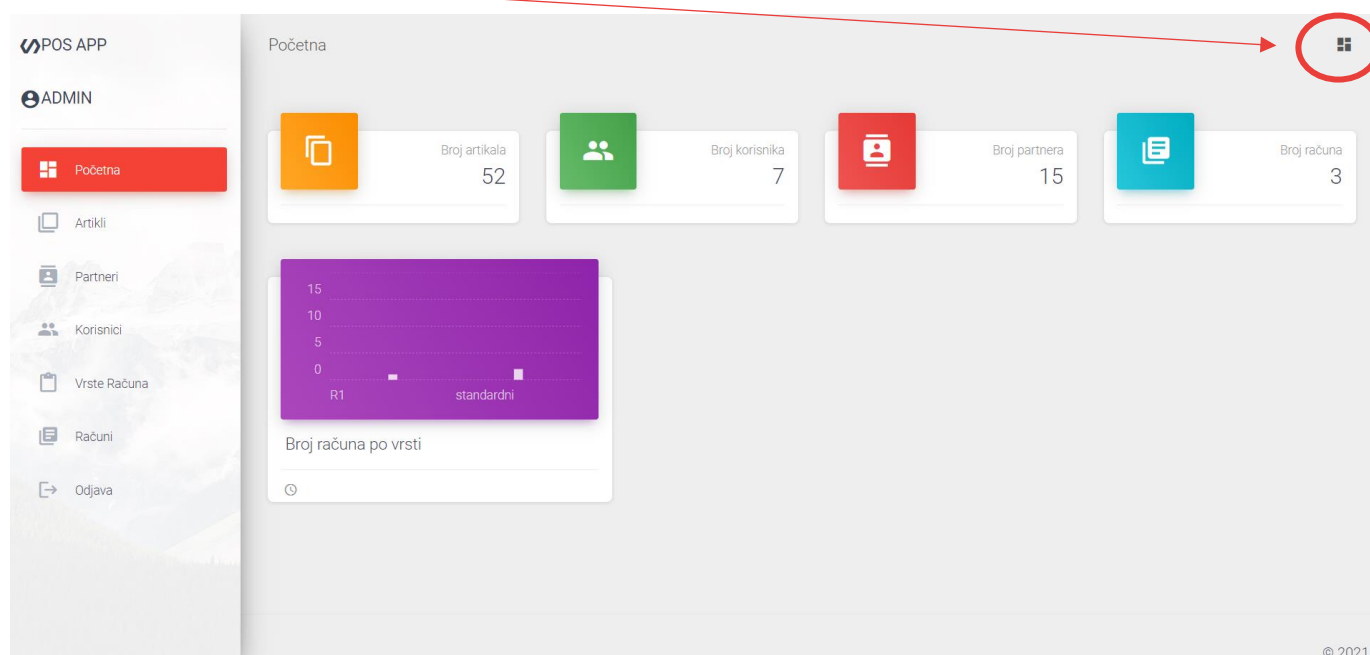 POS APP
ADMIN
Početna
Artikli
Partneri
Korisnici
Vrste Računa
Računi
Odjava
Početna
Broj artikala
52
Broj korisnika
7
Broj partnera
15
Broj računa
3
15
10
5
0
R1 standardni
Broj računa po vrsti
© 2021